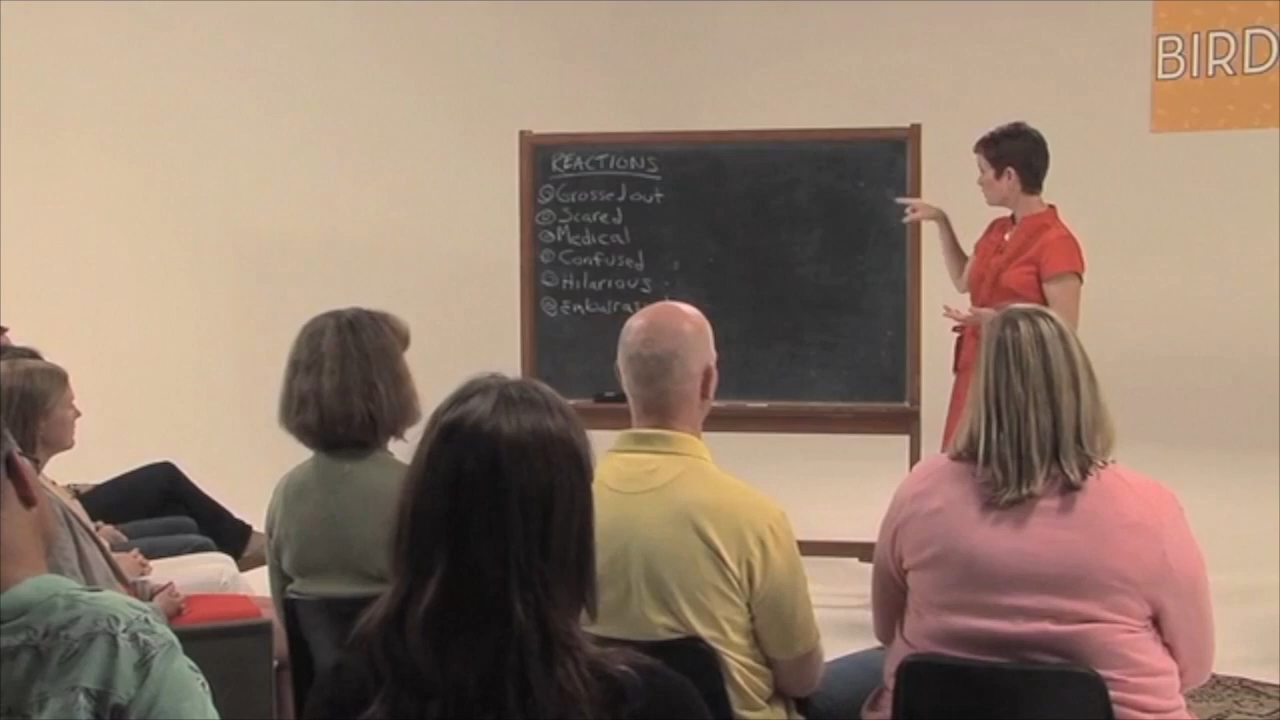 REACTIONS
Grossed out
Scared
Medical
Confused
Hilarious
BIRD